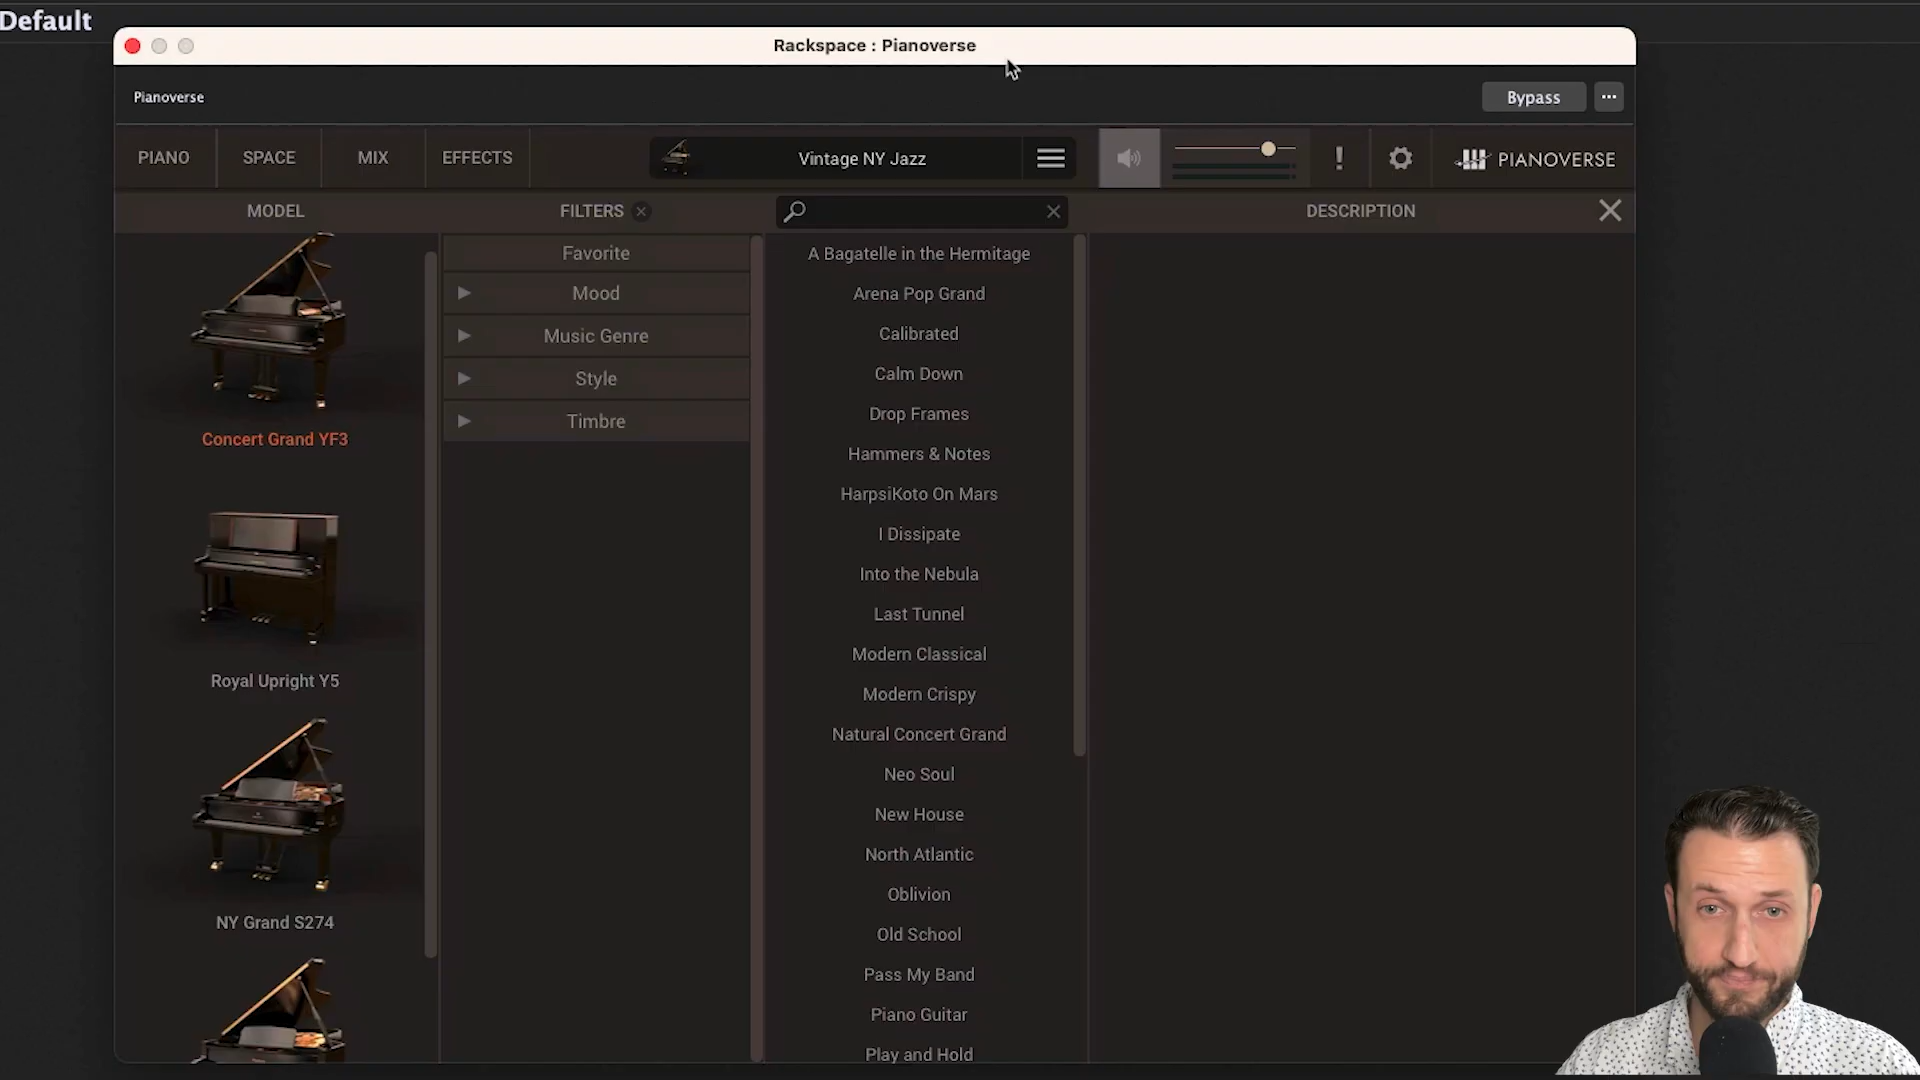 Default
Rackspace : Pianoverse
Pianoverse
Bypass
...
PIANO
SPACE
MIX
EFFECTS
Vintage NY Jazz
!
PIANOVERSE
MODEL
FILTERS
DESCRIPTION
Concert Grand YF3
Royal Upright Y5
NY Grand S274
Favorite
Mood
Music Genre
Style
Timbre
A Bagatelle in the Hermitage
Arena Pop Grand
Calibrated
Calm Down
Drop Frames
Hammers & Notes
HarpsiKoto On Mars
I Dissipate
Into the Nebula
Last Tunnel
Modern Classical
Modern Crispy
Natural Concert Grand
Neo Soul
New House
North Atlantic
Oblivion
Old School
Pass My Band
Piano Guitar
Play and Hold